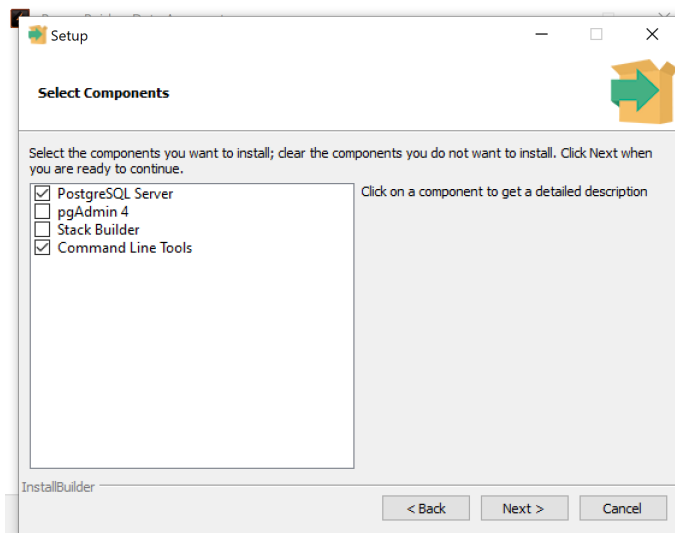 Setup
Select Components
Select the components you want to install; clear the components you do not want to install. Click Next when
you are ready to continue.
PostgreSQL Server
pgAdmin 4
Stack Builder
Command Line Tools
Click on a component to get a detailed description
InstallBuilder
< Back
Next >
Cancel